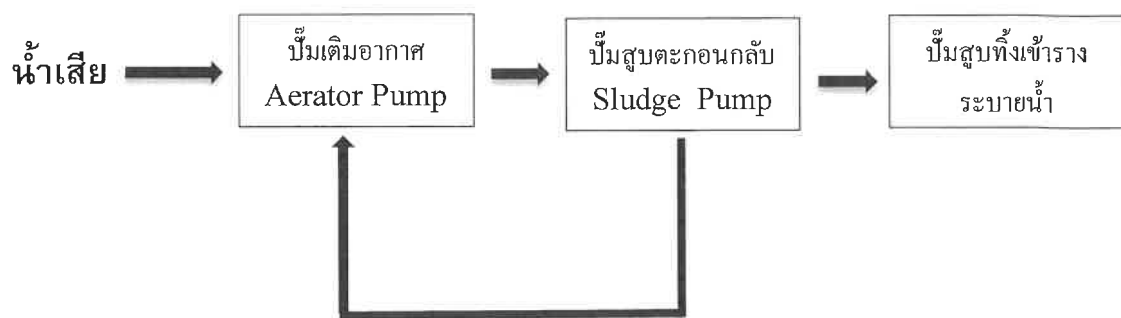 น้ำเสีย
ปั๊มเติมอากาศ
Aerator Pump
ปั๊มสูบตะกอนกลับ
Sludge Pump
ปั๊มสูบทิ้งเข้าราง
ระบายน้ำ